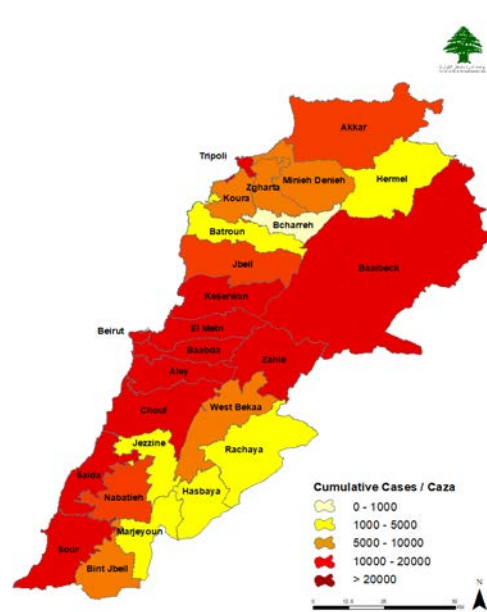 Akkar
Tripoli
Hermel
Minieh Denieh
Zgharta
Koura
Bcharreh
Batroun
Baalbeck
Jbeil
Keserwan
Beirut
El Metn
Baabda
Zahle
Aley
Chouf
West Bekaa
Jezzine
Rachaya
Saida
Nabatieh
Hasbaya
Marjeyoun
Sour
Bint Jbeil
Cumulative Cases / Caza
0 - 1000
1000 - 5000
5000 - 10000
10000 - 20000
> 20000
N